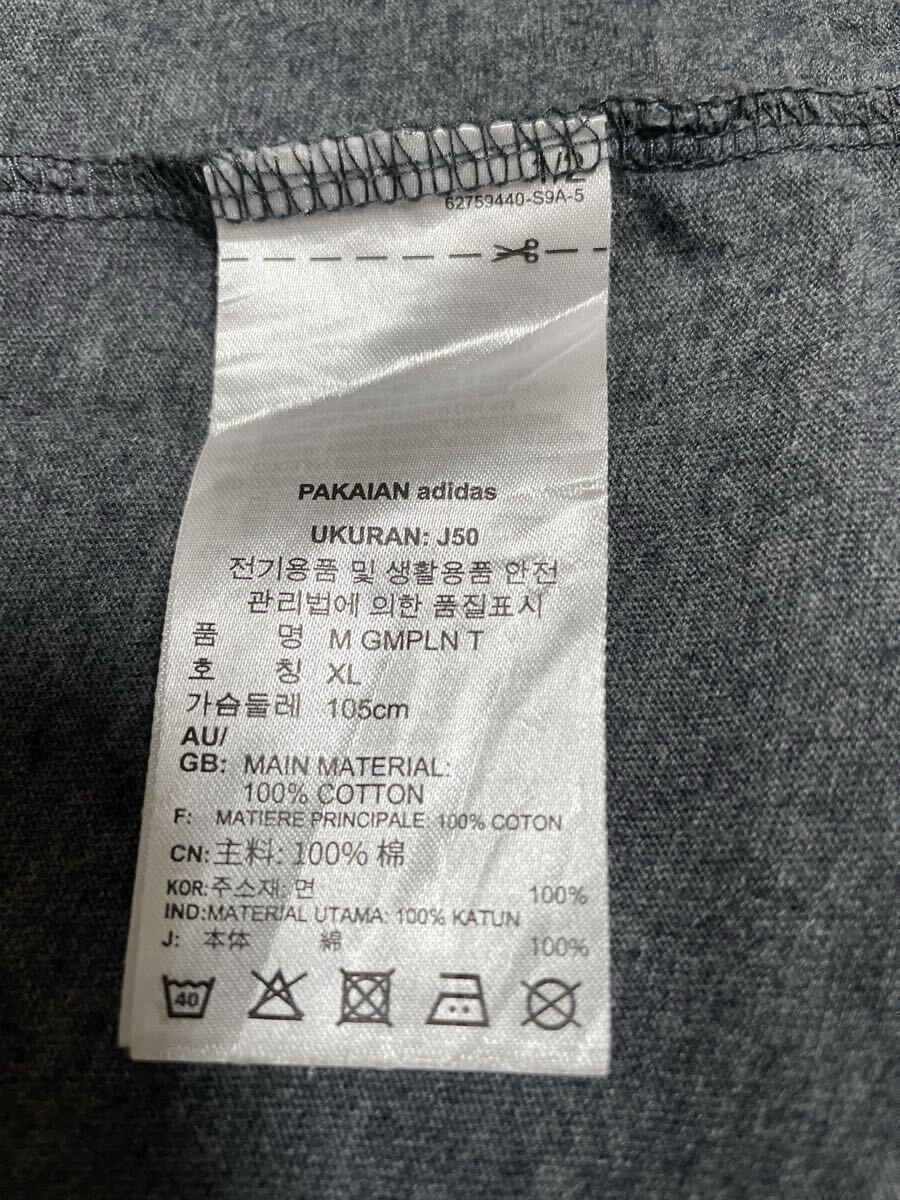 1/2
62759440-S9A-5
PAKAIAN adidas
UKURAN: J50
전기용품 및 생활용품 안전
관리법에 의한 품질표시
품 명 M GMPLN T
호 칭 XL
가슴둘레 105cm
AU/
GB: MAIN MATERIAL:
100% COTTON
F: MATIERE PRINCIPALE: 100% COTON
CN: 主料: 100% 棉
KOR: 주소재: 면 100%
IND: MATERIAL UTAMA: 100% KATUN
J: 本体 綿 100%
40